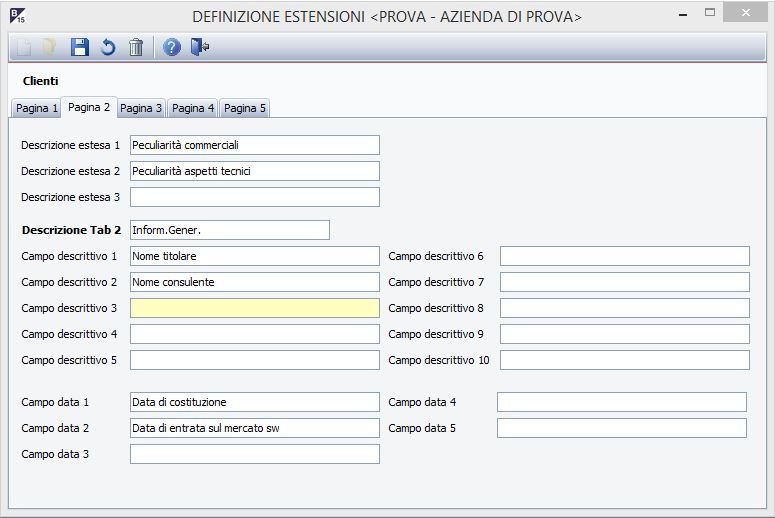 B 15
DEFINIZIONE ESTENSIONI <PROVA - AZIENDA DI PROVA>
Clienti
Pagina 1 Pagina 2 Pagina 3 Pagina 4 Pagina 5
Descrizione estesa 1 Peculiarità commerciali
Descrizione estesa 2 Peculiarità aspetti tecnici
Descrizione estesa 3
Descrizione Tab 2 Inform.Gener.
Campo descrittivo 1 Nome titolare Campo descrittivo 6
Campo descrittivo 2 Nome consulente Campo descrittivo 7
Campo descrittivo 3 Campo descrittivo 8
Campo descrittivo 4 Campo descrittivo 9
Campo descrittivo 5 Campo descrittivo 10
Campo data 1 Data di costituzione Campo data 4
Campo data 2 Data di entrata sul mercato sw Campo data 5
Campo data 3